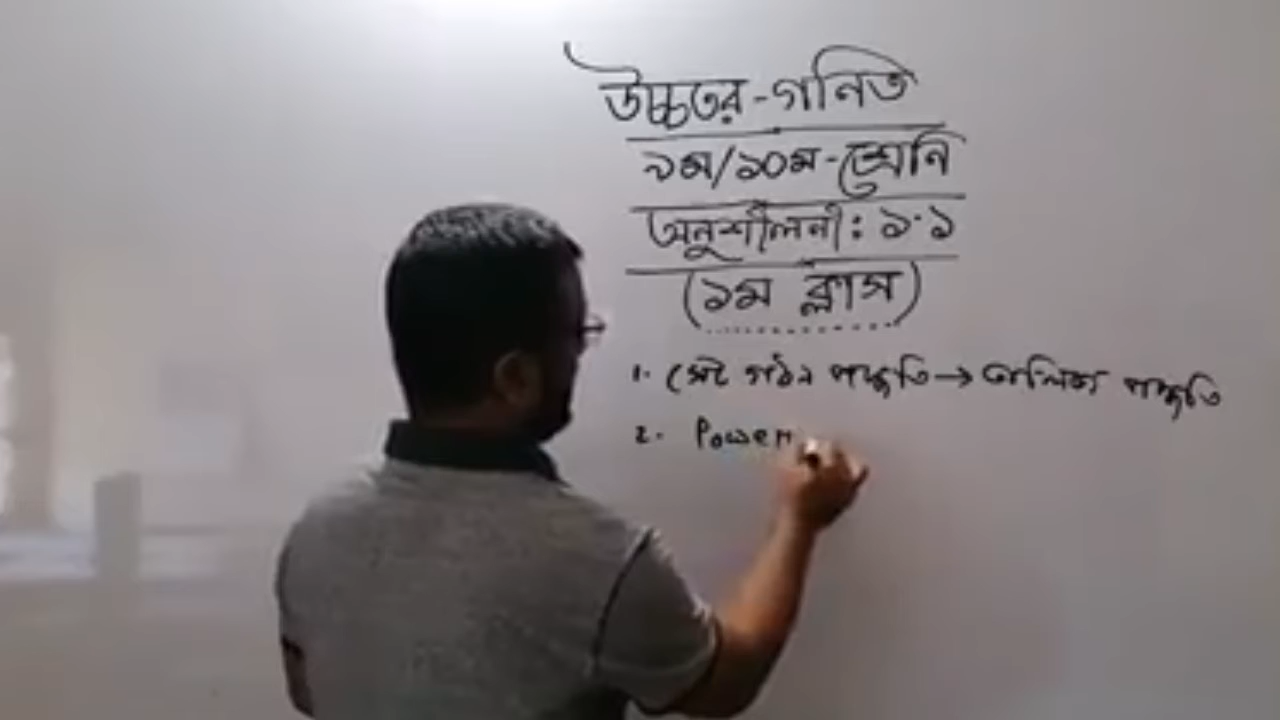 উচ্চতর-গনিত
৯ম/১০ম-শ্রেনি
অনুশীলনী: ১.১
(১ম ক্লাস)
1. সেট গঠন পদ্ধতি → তালিকা পদ্ধতি
2. Power